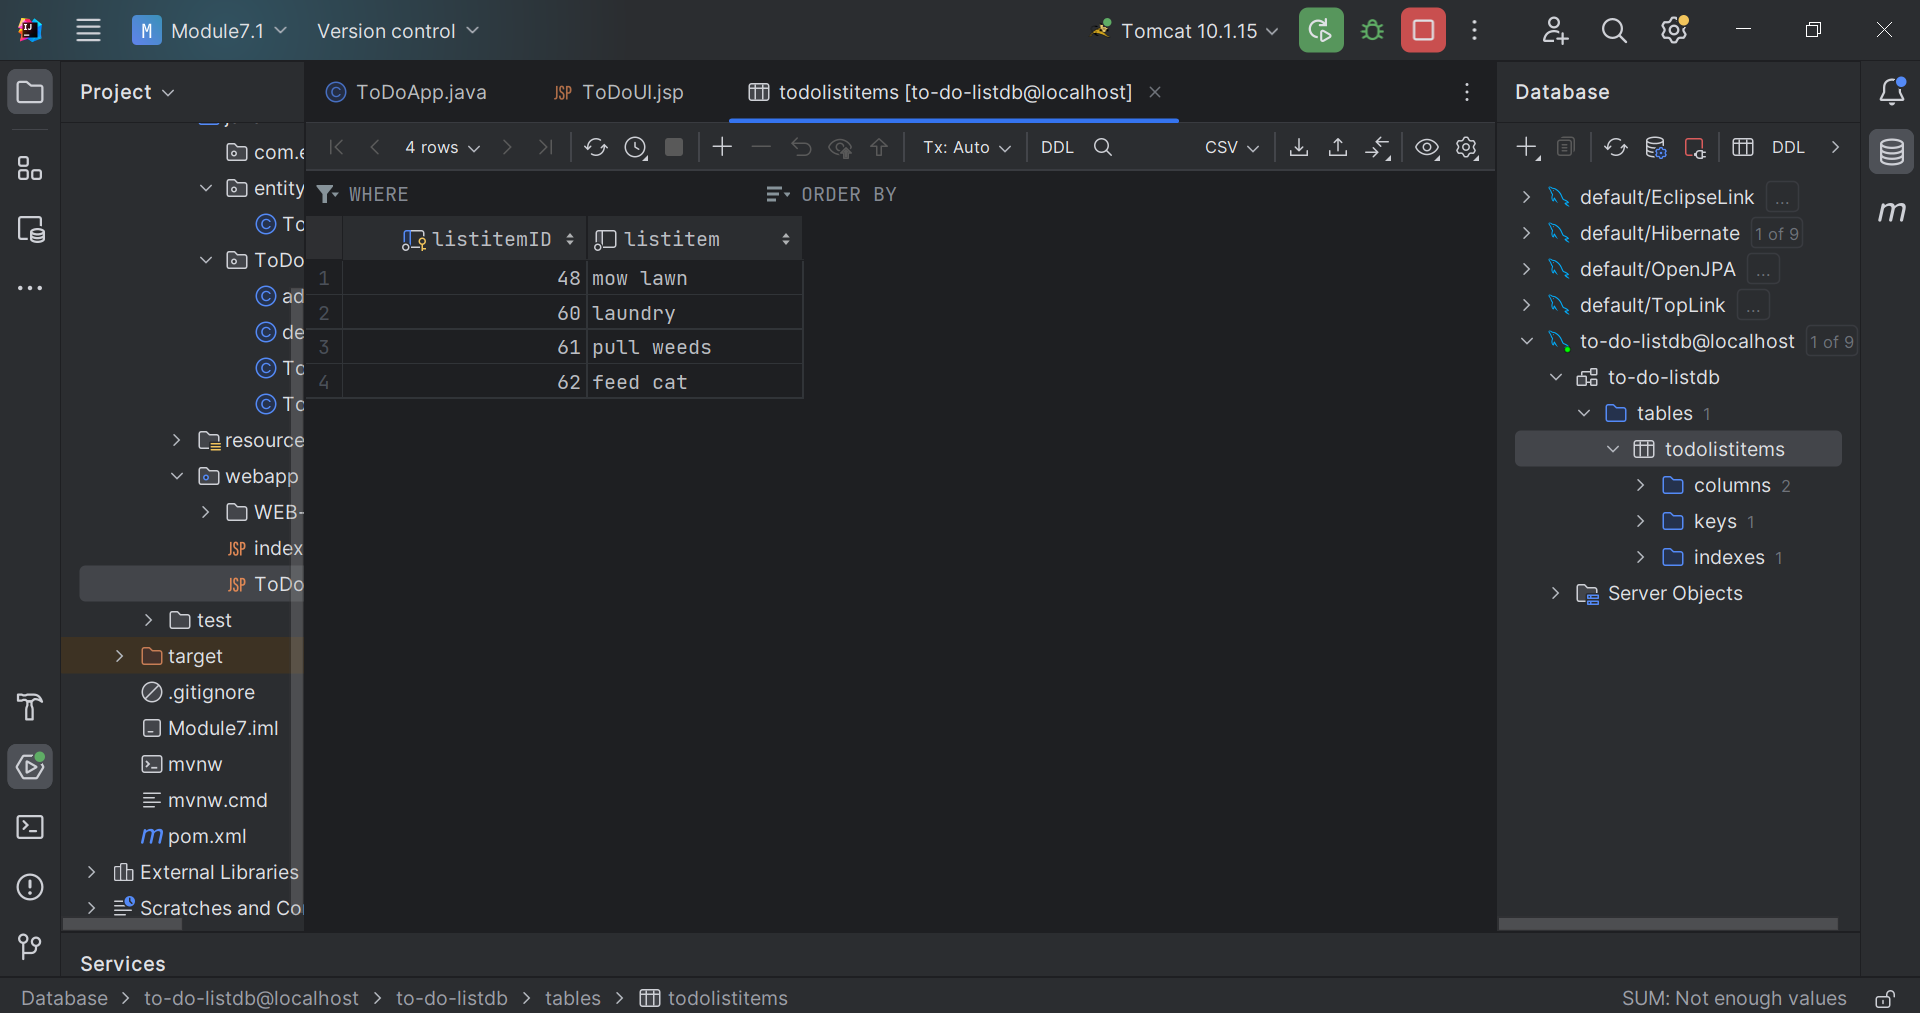 M Module7.1
Version control
Tomcat 10.1.15
Project
ToDoApp.java
JSP ToDoUI.jsp
todolistitems [to-do-listdb@localhost]
Database
4 rows
Tx: Auto
DDL
CSV
DDL
WHERE
ORDER BY
listitemID
listitem
1 48 mow lawn
2 60 laundry
3 61 pull weeds
4 62 feed cat
com.e
entity
To
ToDo
ad
de
To
To
resource
webapp
WEB-
JSP index
JSP ToDo
test
target
.gitignore
Module7.iml
mvnw
mvnw.cmd
m pom.xml
External Libraries
Scratches and Co
default/EclipseLink ...
default/Hibernate 1 of 9
default/OpenJPA ...
default/TopLink ...
to-do-listdb@localhost 1 of 9
to-do-listdb
tables 1
todolistitems
columns 2
keys 1
indexes 1
Server Objects
m
Services
Database > to-do-listdb@localhost > to-do-listdb > tables > todolistitems
SUM: Not enough values